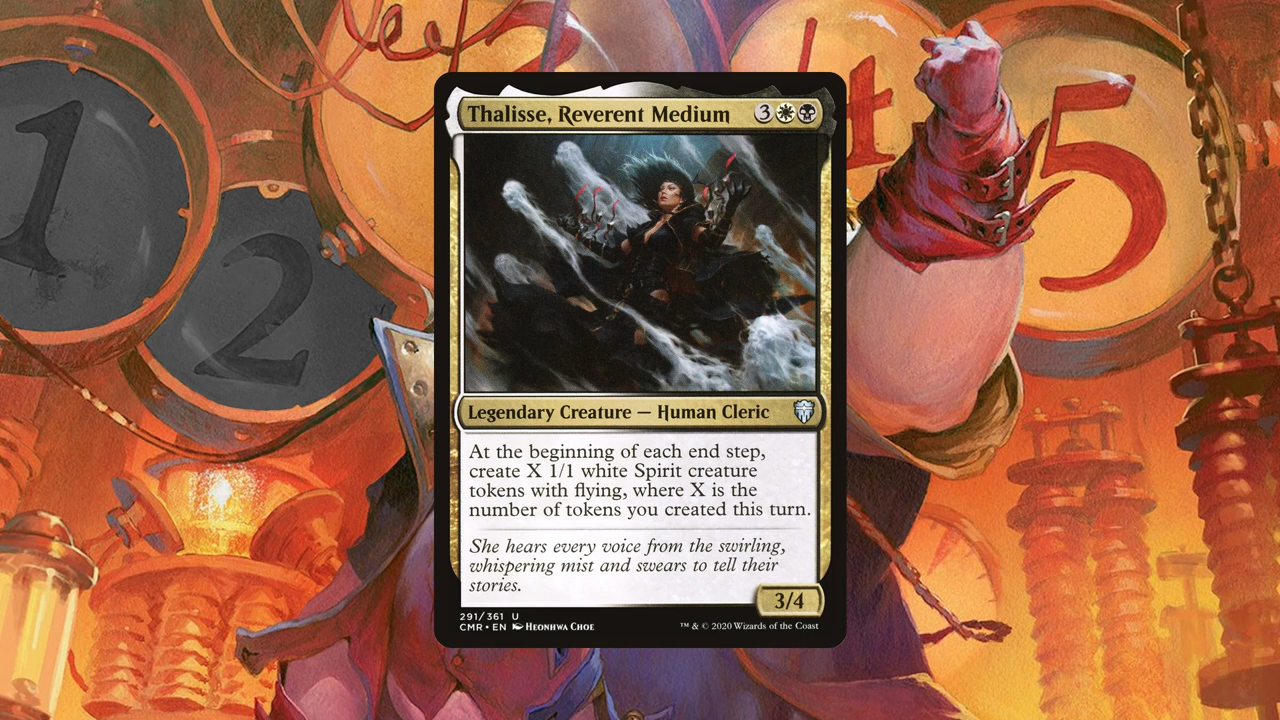 1
2
5
Thalisse, Reverent Medium 3
Legendary Creature — Human Cleric
At the beginning of each end step,
create X 1/1 white Spirit creature
tokens with flying, where X is the
number of tokens you created this turn.
She hears every voice from the swirling,
whispering mist and swears to tell their
stories.
3/4
291/361 U
CMR • EN Heonhwa Choe
™ & © 2020 Wizards of the Coast